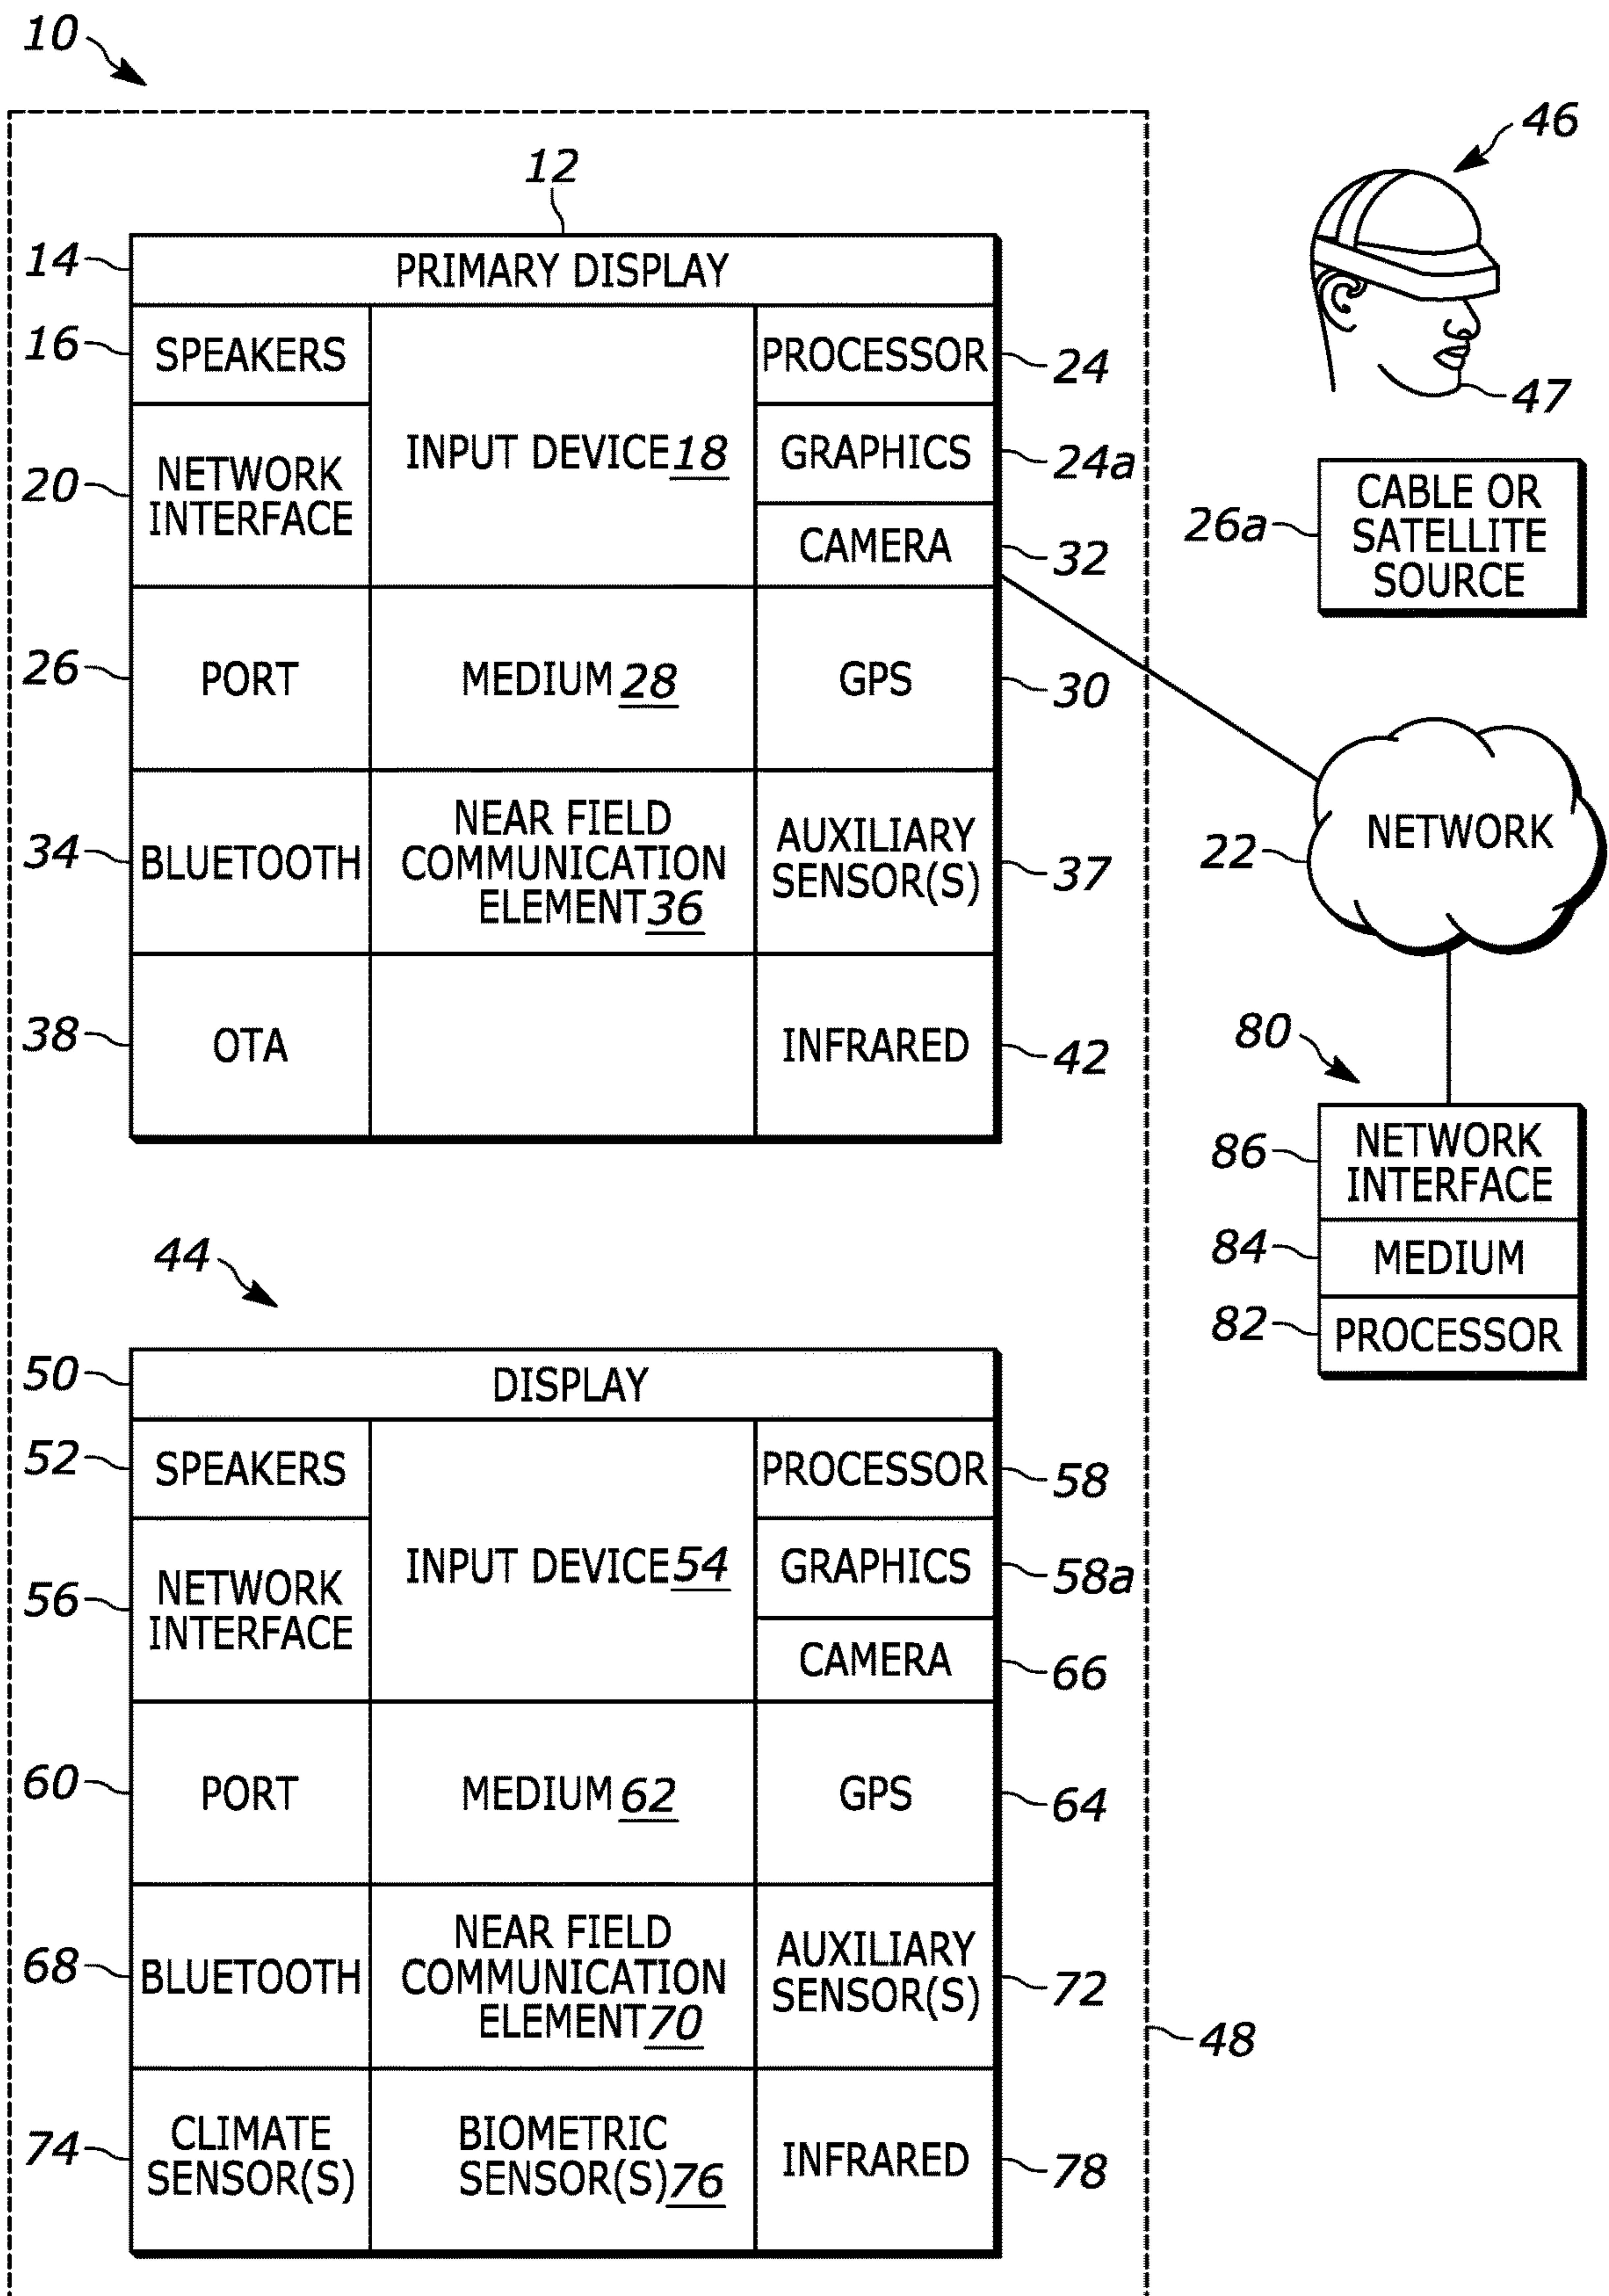 10
46
12
14
PRIMARY DISPLAY
16
SPEAKERS
PROCESSOR
24
47
20
NETWORK
INTERFACE
INPUT DEVICE 18
GRAPHICS
24a
CAMERA
32
26a
CABLE OR
SATELLITE
SOURCE
26
PORT
MEDIUM 28
GPS
30
34
BLUETOOTH
NEAR FIELD
COMMUNICATION
ELEMENT 36
AUXILIARY
SENSOR(S)
37
22
NETWORK
38
OTA
INFRARED
42
80
86
NETWORK
INTERFACE
84
MEDIUM
82
PROCESSOR
44
50
DISPLAY
52
SPEAKERS
PROCESSOR
58
56
NETWORK
INTERFACE
INPUT DEVICE 54
GRAPHICS
58a
CAMERA
66
60
PORT
MEDIUM 62
GPS
64
68
BLUETOOTH
NEAR FIELD
COMMUNICATION
ELEMENT 70
AUXILIARY
SENSOR(S)
72
48
74
CLIMATE
SENSOR(S)
BIOMETRIC
SENSOR(S) 76
INFRARED
78